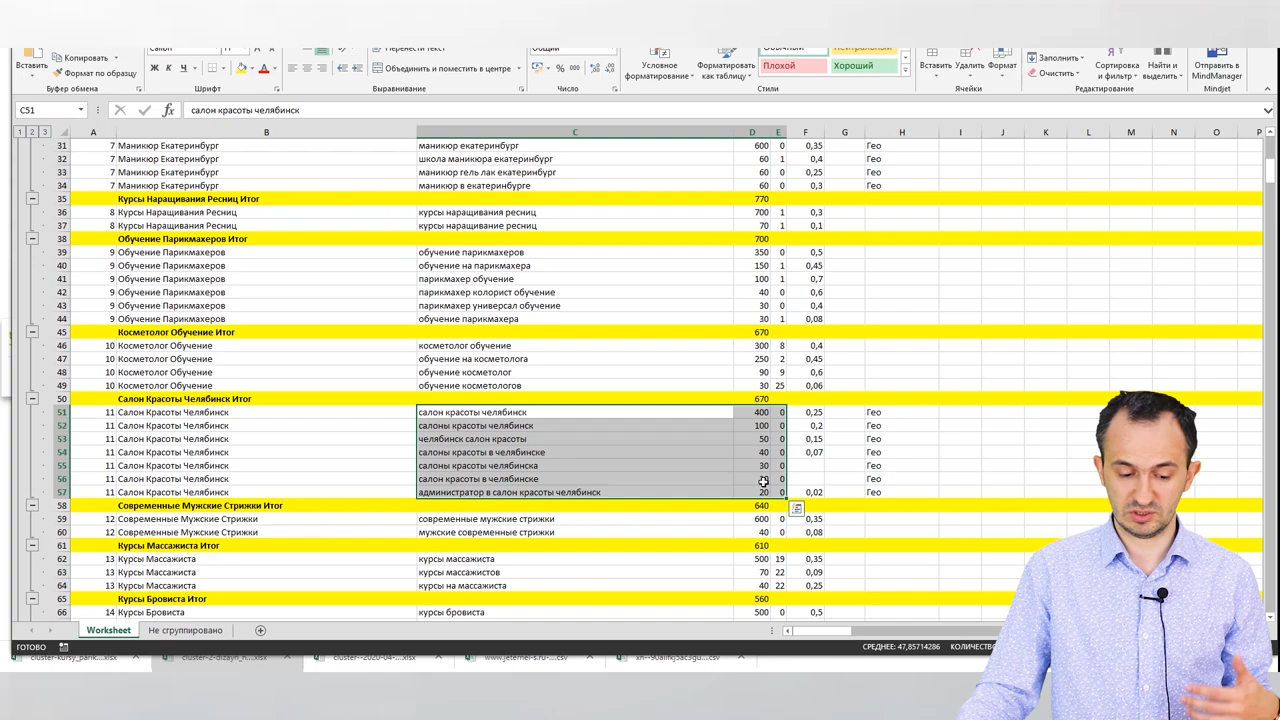 Копировать
Формат по образцу
Вставить
Calibri
Ж К Ч
Перенести текст
Объединить и поместить в центре
Общий
Условное форматирование
Форматировать как таблицу
Обычный Нейтральный
Плохой Хороший
Вставить Удалить Формат
Заполнить
Очистить
Сортировка и фильтр
Найти и выделить
Отправить в MindManager
Буфер обмена Шрифт Выравнивание Число Стили Ячейки Редактирование Mindjet
C51 fx салон красоты челябинск
1 2 3 A B C D E F G H I J K L M N O P
31 7 Маникюр Екатеринбург маникюр екатеринбург 600 0 0,35 Гео
32 7 Маникюр Екатеринбург школа маникюра екатеринбург 60 1 0,4 Гео
33 7 Маникюр Екатеринбург маникюр гель лак екатеринбург 60 0 0,25 Гео
34 7 Маникюр Екатеринбург маникюр в екатеринбурге 60 0 0,3 Гео
35 Курсы Наращивания Ресниц Итог 770
36 8 Курсы Наращивания Ресниц курсы наращивания ресниц 700 1 0,3
37 8 Курсы Наращивания Ресниц курсы наращивание ресниц 70 1 0,1
38 Обучение Парикмахеров Итог 700
39 9 Обучение Парикмахеров обучение парикмахеров 350 0 0,5
40 9 Обучение Парикмахеров обучение на парикмахера 150 1 0,45
41 9 Обучение Парикмахеров парикмахер обучение 100 1 0,7
42 9 Обучение Парикмахеров парикмахер колорист обучение 40 0 0,6
43 9 Обучение Парикмахеров парикмахер универсал обучение 30 0 0,4
44 9 Обучение Парикмахеров обучение парикмахера 30 1 0,08
45 Косметолог Обучение Итог 670
46 10 Косметолог Обучение косметолог обучение 300 8 0,4
47 10 Косметолог Обучение обучение на косметолога 250 2 0,45
48 10 Косметолог Обучение обучение косметолог 90 9 0,6
49 10 Косметолог Обучение обучение косметологов 30 25 0,06
50 Салон Красоты Челябинск Итог 670
51 11 Салон Красоты Челябинск салон красоты челябинск 400 0 0,25 Гео
52 11 Салон Красоты Челябинск салоны красоты челябинск 100 0 0,2 Гео
53 11 Салон Красоты Челябинск челябинск салон красоты 50 0 0,15 Гео
54 11 Салон Красоты Челябинск салоны красоты в челябинске 40 0 0,07 Гео
55 11 Салон Красоты Челябинск салоны красоты челябинска 30 0 Гео
56 11 Салон Красоты Челябинск салон красоты в челябинске 0 Гео
57 11 Салон Красоты Челябинск администратор в салон красоты челябинск 20 0 0,02 Гео
58 Современные Мужские Стрижки Итог 640
59 12 Современные Мужские Стрижки современные мужские стрижки 600 0 0,35
60 12 Современные Мужские Стрижки мужские современные стрижки 40 0 0,08
61 Курсы Массажиста Итог 610
62 13 Курсы Массажиста курсы массажиста 500 19 0,35
63 13 Курсы Массажиста курсы массажистов 70 22 0,09
64 13 Курсы Массажиста курсы на массажиста 40 22 0,25
65 Курсы Бровиста Итог 560
66 14 Курсы Бровиста курсы бровиста 500 0 0,5
Worksheet Не сгруппировано
ГОТОВО СРЕДНЕЕ: 47,85714286